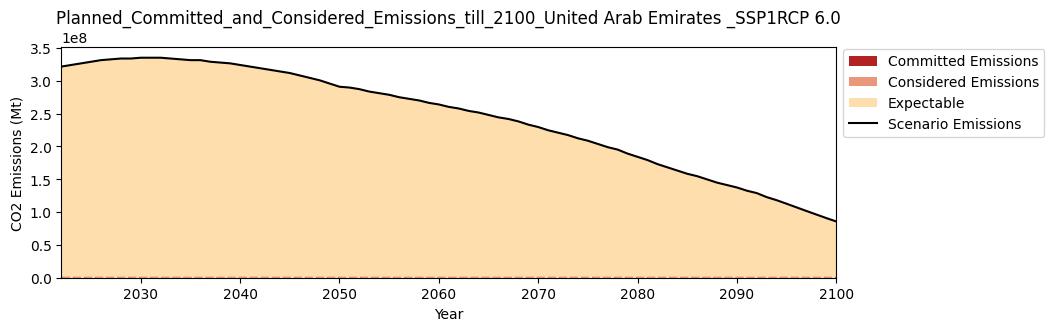 Planned_Committed_and_Considered_Emissions_till_2100_United Arab Emirates _SSP1RCP 6.0
1e8
3.5
3.0
2.5
2.0
1.5
1.0
0.5
0.0
CO2 Emissions (Mt)
2030 2040 2050 2060 2070 2080 2090 2100
Year
Committed Emissions
Considered Emissions
Expectable
Scenario Emissions